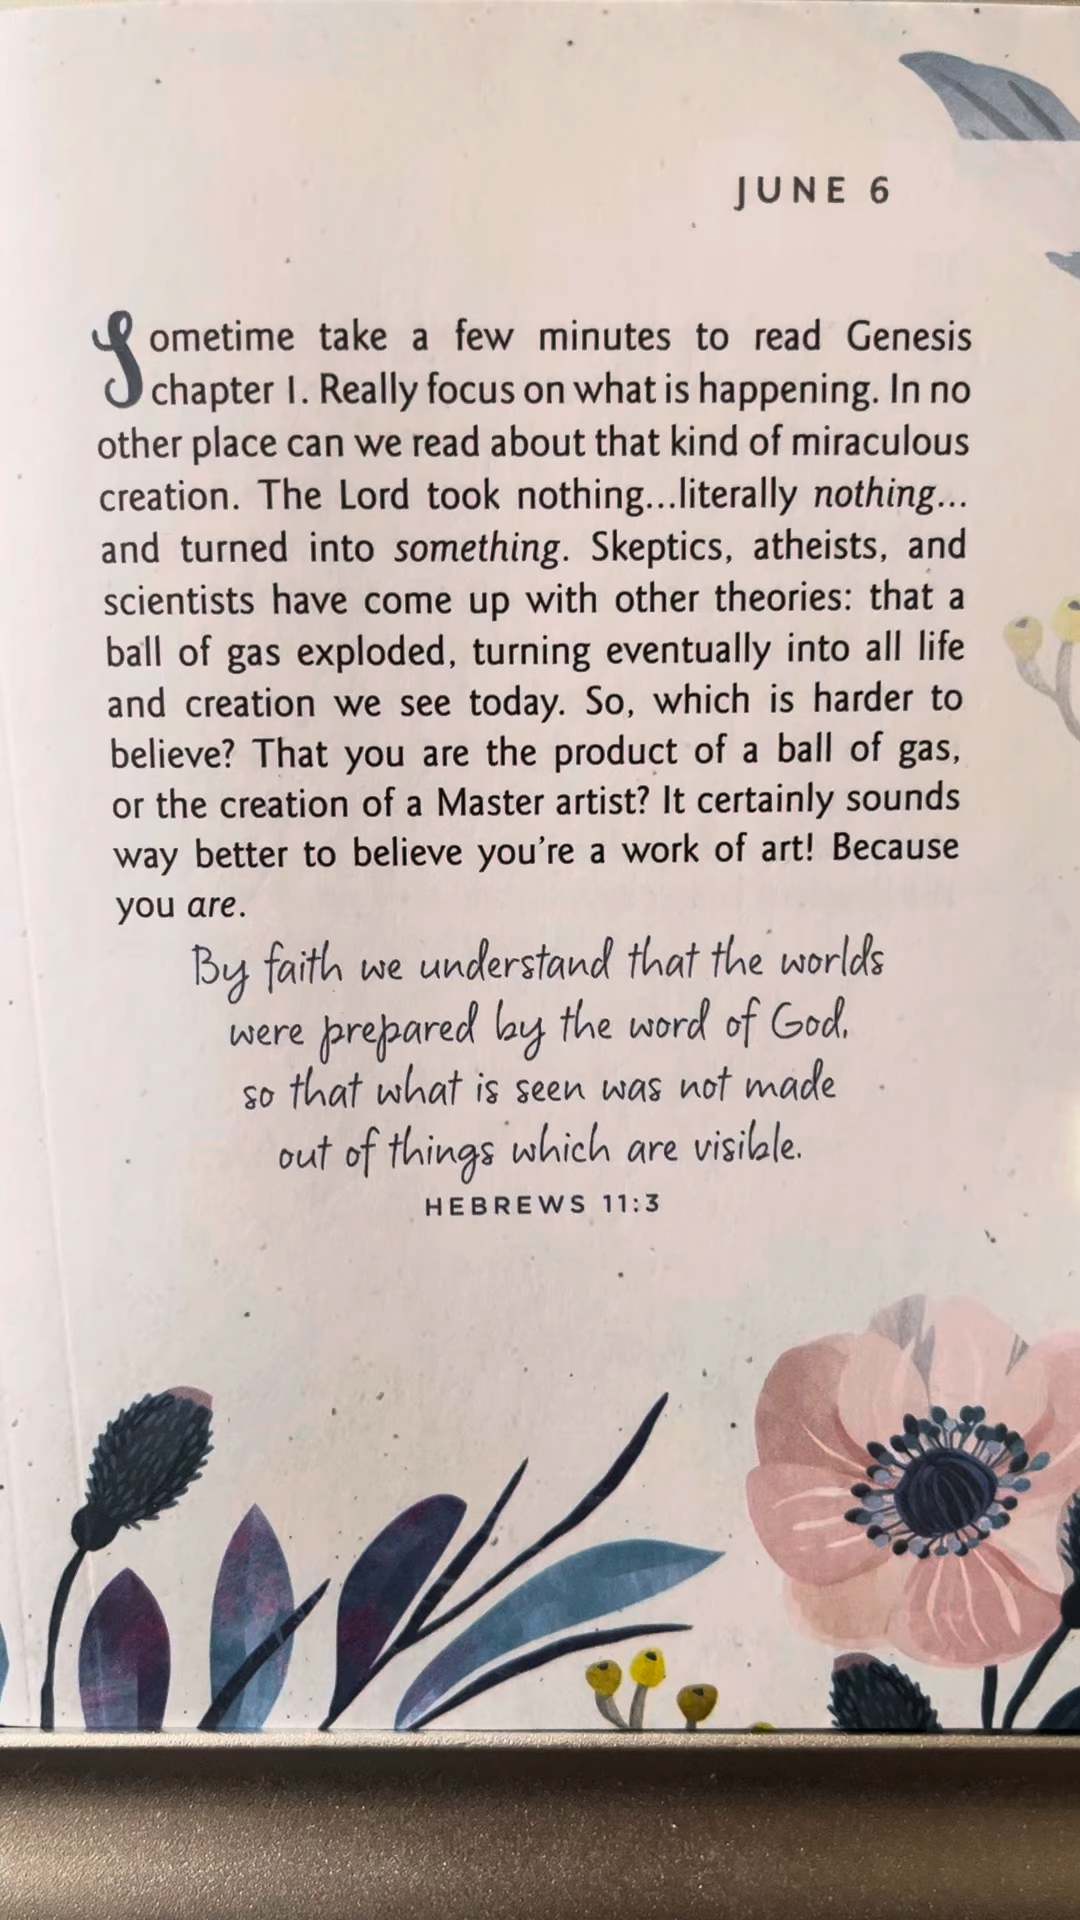 JUNE 6
Sometime take a few minutes to read Genesis
chapter 1. Really focus on what is happening. In no
other place can we read about that kind of miraculous
creation. The Lord took nothing...literally nothing...
and turned into something. Skeptics, atheists, and
scientists have come up with other theories: that a
ball of gas exploded, turning eventually into all life
and creation we see today. So, which is harder to
believe? That you are the product of a ball of gas,
or the creation of a Master artist? It certainly sounds
way better to believe you're a work of art! Because
you are.
By faith we understand that the worlds
were prepared by the word of God,
so that what is seen was not made
out of things which are visible.
HEBREWS 11:3